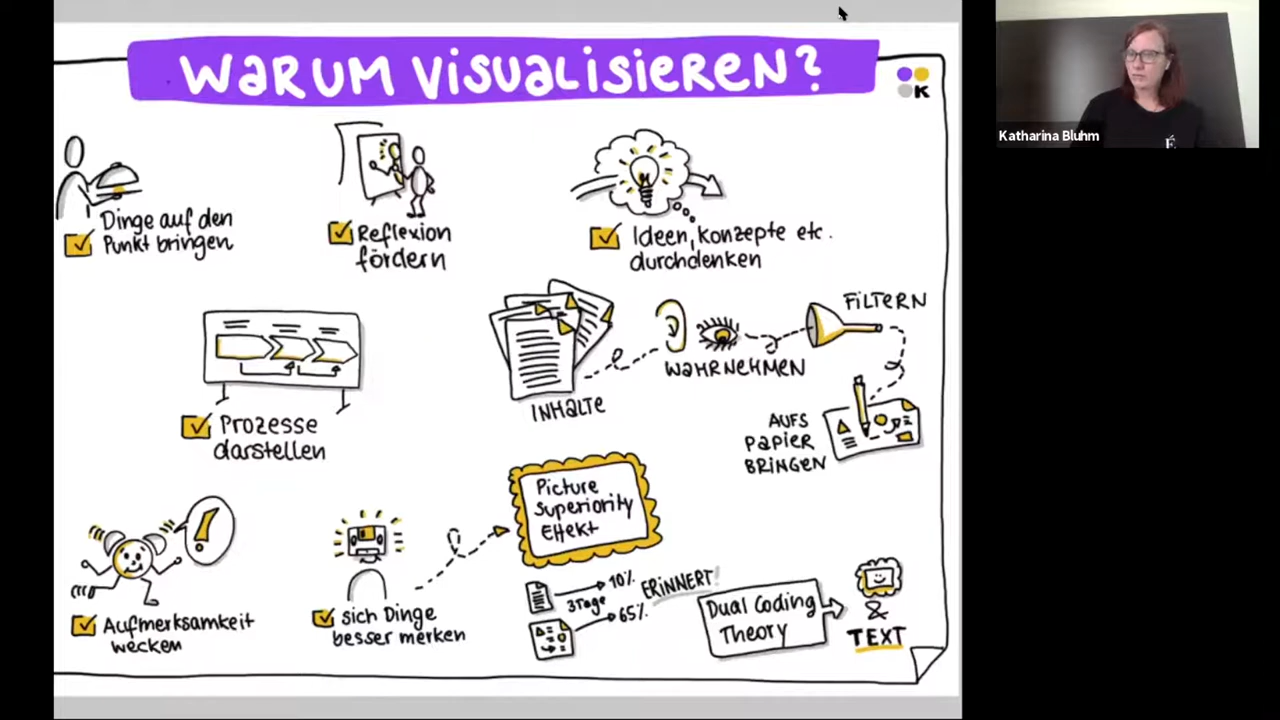 WARUM VISUALISIEREN?
K
Katharina Bluhm
É
Dinge auf den
Punkt bringen
Reflexion
fördern
Ideen, Konzepte etc.
durchdenken
Prozesse
darstellen
INHALTE
WAHRNEHMEN
FILTERN
AUFS
PAPIER
BRINGEN
Aufmerksamkeit
wecken
!
sich Dinge
besser merken
Picture
Superiority
Effekt
3 Tage
10%
65%
ERINNERT!
Dual Coding
Theory
&
TEXT